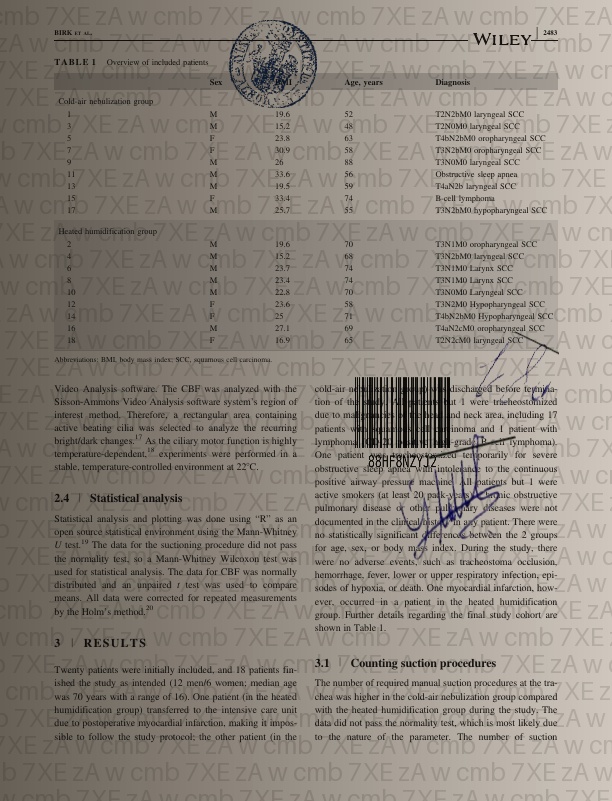 BIRK ET AL.,
WILEY 2483
TABLE 1 Overview of included patients
Sex Age, years Diagnosis
Cold-air nebulization group
1 M 19.6 52 T2N2bM0 laryngeal SCC
3 M 15.2 48 T2N0M0 laryngeal SCC
5 F 23.8 63 T4bN2bM0 oropharyngeal SCC
7 F 30.9 58 T3N2bM0 oropharyngeal SCC
9 M 26 88 T3N0M0 laryngeal SCC
11 M 33.6 56 Obstructive sleep apnea
13 M 19.5 59 T4aN2b laryngeal SCC
15 F 33.4 74 B-cell lymphoma
17 M 25.7 55 T3N2bM0 hypopharyngeal SCC
Heated humidification group
2 M 19.6 70 T3N1M0 oropharyngeal SCC
4 M 15.2 68 T4N2bM0 laryngeal SCC
6 M 23.7 74 T3N1M0 Larynx SCC
8 M 23.4 74 T3N1M0 Larynx SCC
10 M 22.8 70 T3N0M0 Laryngeal SCC
12 F 23.6 58 T3N2M0 Hypopharyngeal SCC
14 F 25 71 T4bN2bM0 Hypopharyngeal SCC
16 M 27.1 69 T4aN2cM0 oropharyngeal SCC
18 F 16.9 65 T2N2cM0 laryngeal SCC
Abbreviations: BMI, body mass index; SCC, squamous cell carcinoma.
Video Analysis software. The CBF was analyzed with the
Sisson-Ammons Video Analysis software system's region of
interest method. Therefore, a rectangular area containing
active beating cilia was selected to analyze the recurring
bright/dark changes.17 As the ciliary motor function is highly
temperature-dependent,18 experiments were performed in a
stable, temperature-controlled environment at 22°C.
2.4 | Statistical analysis
Statistical analysis and plotting was done using "R" as an
open source statistical environment using the Mann-Whitney
U test.19 The data for the suctioning procedure did not pass
the normality test, so a Mann-Whitney Wilcoxon test was
used for statistical analysis. The data for CBF was normally
distributed and an unpaired t test was used to compare
means. All data were corrected for repeated measurements
by the Holm's method.20
3 | RESULTS
Twenty patients were initially included, and 18 patients fin-
ished the study as intended (12 men/6 women; median age
was 70 years with a range of 16). One patient (in the heated
humidification group) transferred to the intensive care unit
due to postoperative myocardial infarction, making it impos-
sible to follow the study protocol; the other patient (in the
cold-air nebulization group) was discharged before termina-
tion of the study. All patients but 1 were tracheostomized
due to malignancies of the head and neck area, including 17
patients with squamous cell carcinoma and 1 patient with
lymphoma (CD20 high-grade B cell lymphoma).
One patient was tracheostomized temporarily for severe
obstructive sleep apnea with intolerance to the continuous
positive airway pressure machine. All patients but 1 were
active smokers (at least 20 pack-years). Chronic obstructive
pulmonary disease or other pulmonary diseases were not
documented in the clinical history in any patient. There were
no statistically significant differences between the 2 groups
for age, sex, or body mass index. During the study, there
were no adverse events, such as tracheostoma occlusion,
hemorrhage, fever, lower or upper respiratory infection, epi-
sodes of hypoxia, or death. One myocardial infarction, how-
ever, occurred in a patient in the heated humidification
group. Further details regarding the final study cohort are
shown in Table 1.
88HF8NZYJZ
3.1 | Counting suction procedures
The number of required manual suction procedures at the tra-
chea was higher in the cold-air nebulization group compared
with the heated humidification group during the study. The
data did not pass the normality test, which is most likely due
to the nature of the parameter. The number of suction